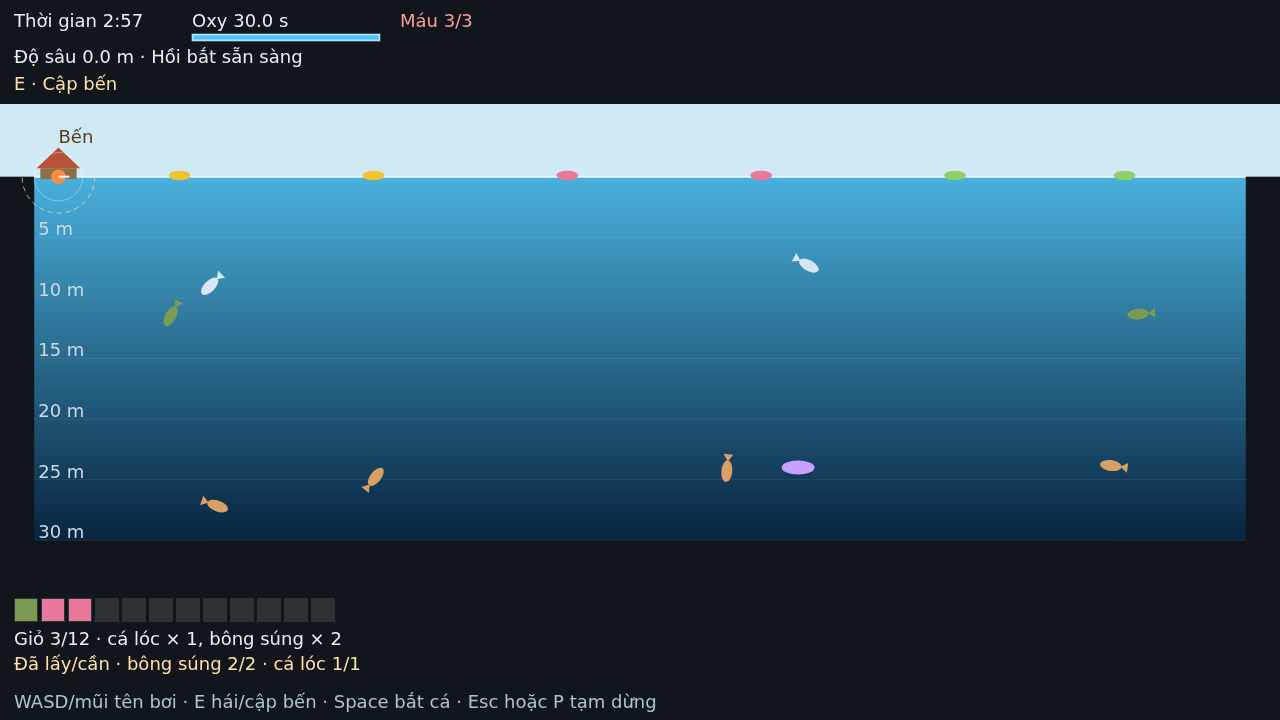 Thời gian 2:57
Oxy 30.0 s
Máu 3/3
Độ sâu 0.0 m · Hồi bắt sẵn sàng
E · Cập bến
Bến
5 m
10 m
15 m
20 m
25 m
30 m
Giỏ 3/12 · cá lóc × 1, bông súng × 2
Đã lấy/cần · bông súng 2/2 · cá lóc 1/1
WASD/mũi tên bơi · E hái/cập bến · Space bắt cá · Esc hoặc P tạm dừng